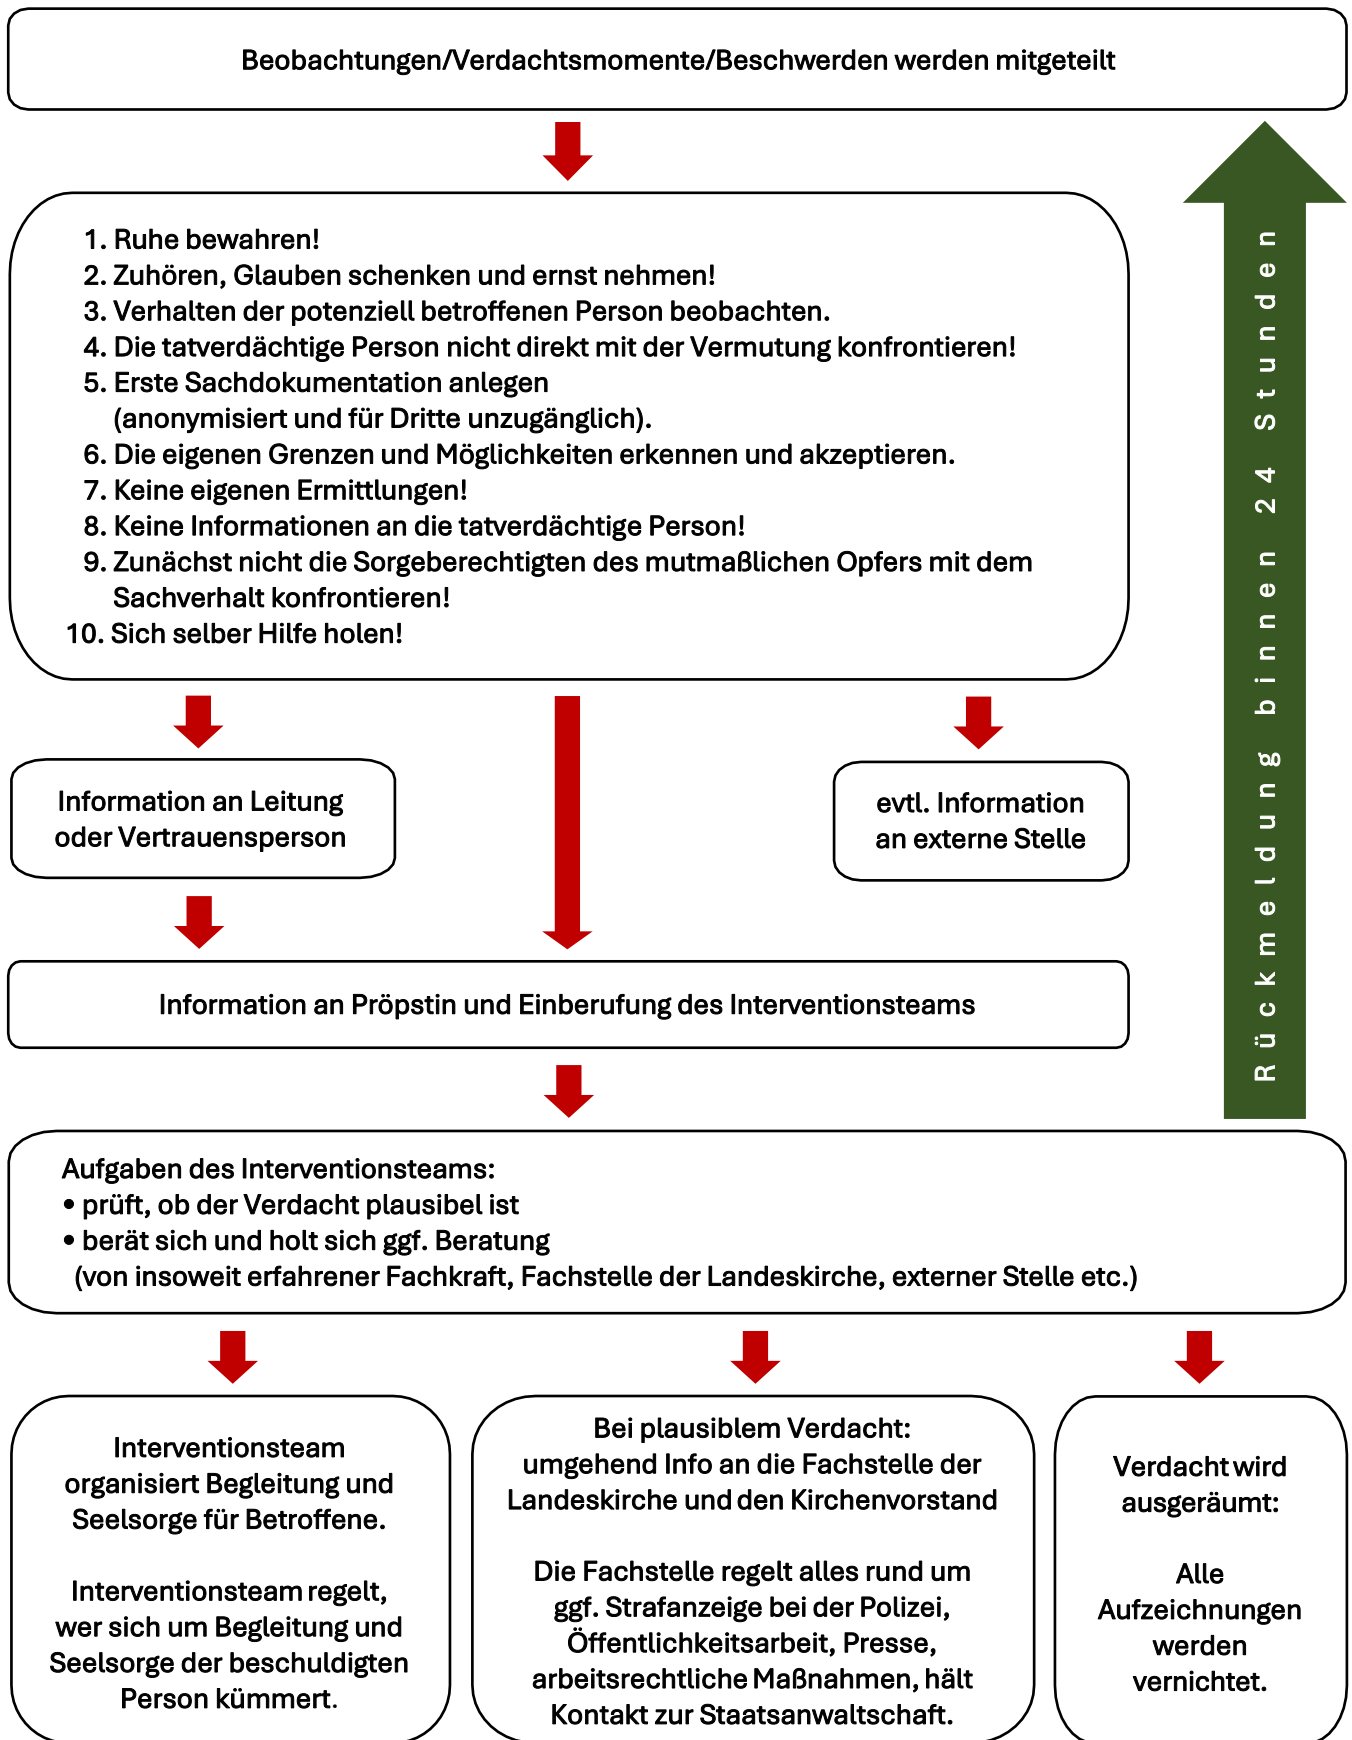 Beobachtungen/Verdachtsmomente/Beschwerden werden mitgeteilt
1. Ruhe bewahren!
2. Zuhören, Glauben schenken und ernst nehmen!
3. Verhalten der potenziell betroffenen Person beobachten.
4. Die tatverdächtige Person nicht direkt mit der Vermutung konfrontieren!
5. Erste Sachdokumentation anlegen
(anonymisiert und für Dritte unzugänglich).
6. Die eigenen Grenzen und Möglichkeiten erkennen und akzeptieren.
7. Keine eigenen Ermittlungen!
8. Keine Informationen an die tatverdächtige Person!
9. Zunächst nicht die Sorgeberechtigten des mutmaßlichen Opfers mit dem
Sachverhalt konfrontieren!
10. Sich selber Hilfe holen!
Rückmeldung binnen 24 Stunden
Information an Leitung
oder Vertrauensperson
evtl. Information
an externe Stelle
Information an Pröpstin und Einberufung des Interventionsteams
Aufgaben des Interventionsteams:
• prüft, ob der Verdacht plausibel ist
• berät sich und holt sich ggf. Beratung
(von insoweit erfahrener Fachkraft, Fachstelle der Landeskirche, externer Stelle etc.)
Interventionsteam
organisiert Begleitung und
Seelsorge für Betroffene.
Interventionsteam regelt,
wer sich um Begleitung und
Seelsorge der beschuldigten
Person kümmert.
Bei plausiblem Verdacht:
umgehend Info an die Fachstelle der
Landeskirche und den Kirchenvorstand
Die Fachstelle regelt alles rund um
ggf. Strafanzeige bei der Polizei,
Öffentlichkeitsarbeit, Presse,
arbeitsrechtliche Maßnahmen, hält
Kontakt zur Staatsanwaltschaft.
Verdacht wird
ausgeräumt:
Alle
Aufzeichnungen
werden
vernichtet.